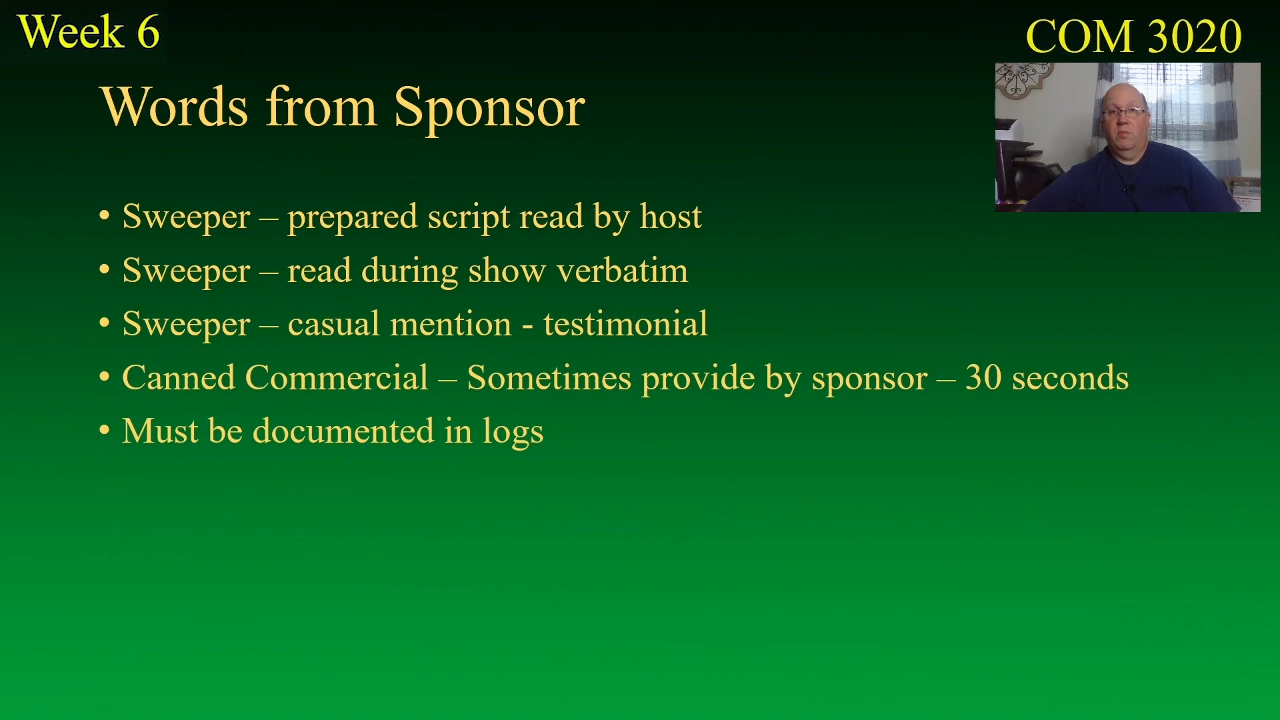 Week 6
COM 3020
Words from Sponsor
• Sweeper – prepared script read by host
• Sweeper – read during show verbatim
• Sweeper – casual mention - testimonial
• Canned Commercial – Sometimes provide by sponsor – 30 seconds
• Must be documented in logs